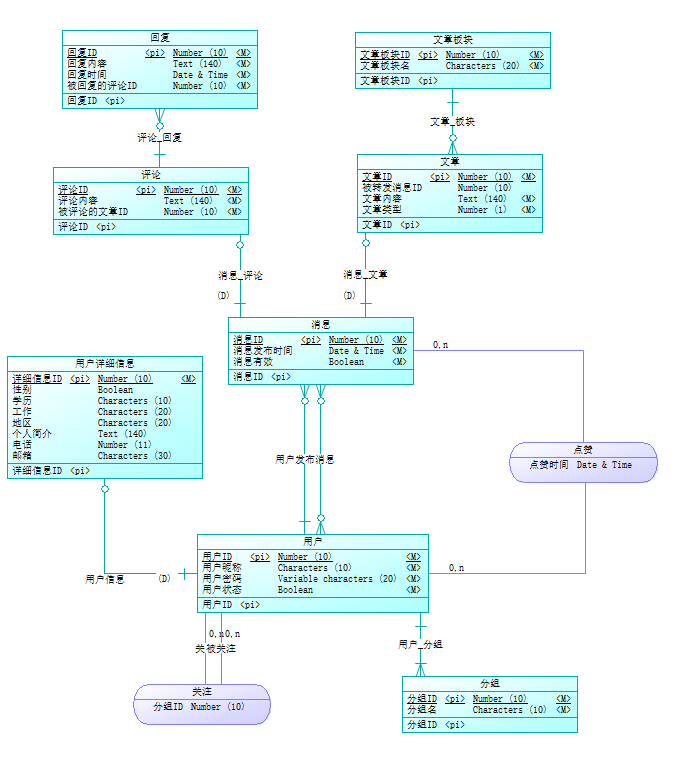 回复
回复ID <pi> Number (10) <M>
回复内容 Text (140) <M>
回复时间 Date & Time <M>
被回复的评论ID Number (10) <M>
回复ID <pi>
文章板块
文章板块ID <pi> Number (10) <M>
文章板块名 Characters (20) <M>
文章板块ID <pi>
评论_回复
文章_板块
评论
评论ID <pi> Number (10) <M>
评论内容 Text (140) <M>
被评论的文章ID Number (10) <M>
评论ID <pi>
文章
文章ID <pi> Number (10) <M>
被转发消息ID Number (10)
文章内容 Text (140) <M>
文章类型 Number (1) <M>
文章ID <pi>
消息_评论
(D)
消息_文章
(D)
消息
消息ID <pi> Number (10) <M>
消息发布时间 Date & Time <M>
消息有效 Boolean <M>
消息ID <pi>
0,n
用户详细信息
详细信息ID <pi> Number (10) <M>
性别 Boolean
学历 Characters (10)
工作 Characters (20)
地区 Characters (20)
个人简介 Text (140)
电话 Number (11)
邮箱 Characters (30)
详细信息ID <pi>
点赞
点赞时间 Date & Time
用户发布消息
用户
用户ID <pi> Number (10) <M>
用户昵称 Characters (10) <M>
用户密码 Variable characters (20) <M>
用户状态 Boolean <M>
用户ID <pi>
0,n
用户信息 (D)
0,n0,n
关被关注
用户_分组
关注
分组ID Number (10)
分组
分组ID <pi> Number (10) <M>
分组名 Characters (10) <M>
分组ID <pi>